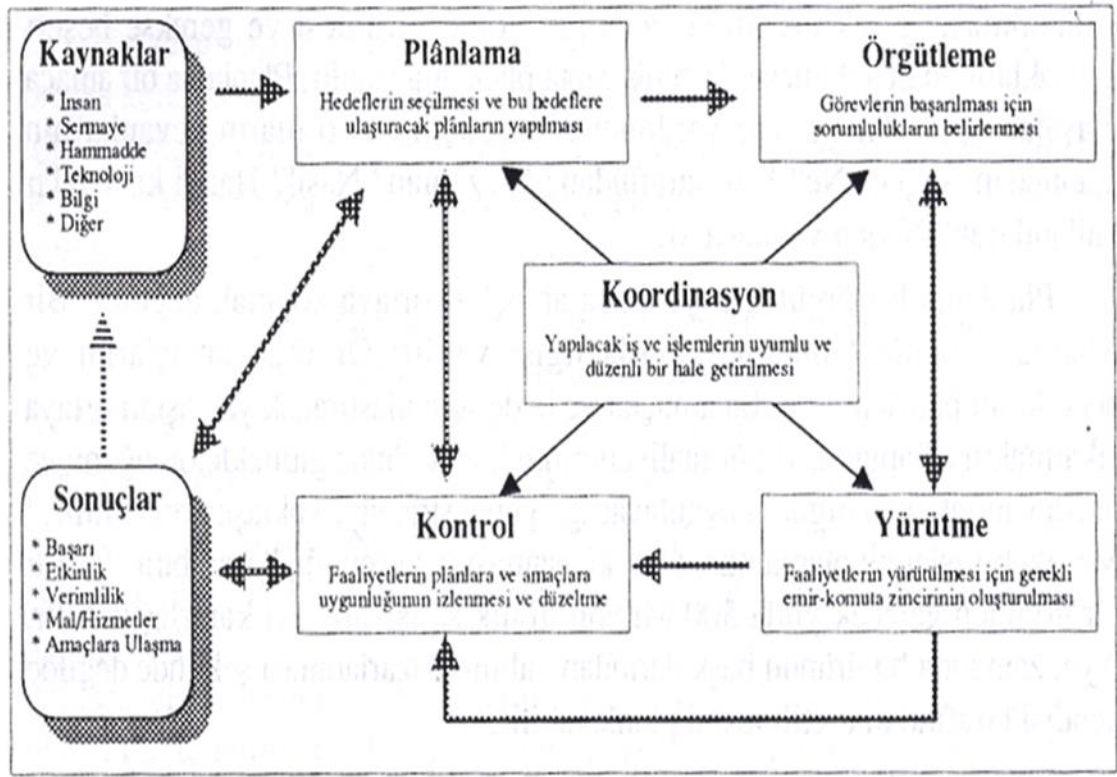 Kaynaklar
* İnsan
* Sermaye
* Hammadde
* Teknoloji
* Bilgi
* Diğer
Plânlama
Hedeflerin seçilmesi ve bu hedeflere
ulaştıracak plânların yapılması
Örgütleme
Görevlerin başarılması için
sorumlulukların belirlenmesi
Koordinasyon
Yapılacak iş ve işlemlerin uyumlu ve
düzenli bir hale getirilmesi
Sonuçlar
* Başarı
* Etkinlik
* Verimlilik
* Mal/Hizmetler
* Amaçlara Ulaşma
Kontrol
Faaliyetlerin plânlara ve amaçlara
uygunluğunun izlenmesi ve düzeltme
Yürütme
Faaliyetlerin yürütülmesi için gerekli
emir-komuta zincirinin oluşturulması